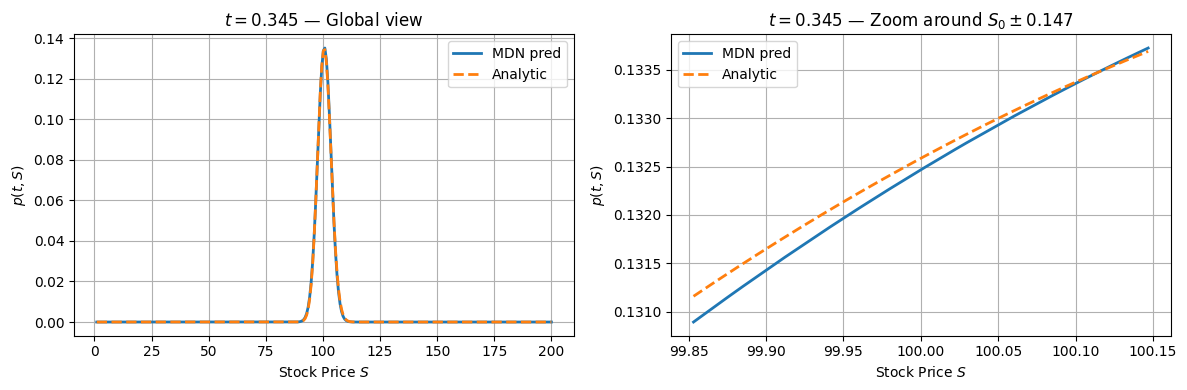 t = 0.345 — Global view
MDN pred
Analytic
p(t, S)
0.14
0.12
0.10
0.08
0.06
0.04
0.02
0.00
0 25 50 75 100 125 150 175 200
Stock Price S
t = 0.345 — Zoom around S₀ ± 0.147
MDN pred
Analytic
p(t, S)
0.1335
0.1330
0.1325
0.1320
0.1315
0.1310
99.85 99.90 99.95 100.00 100.05 100.10 100.15
Stock Price S